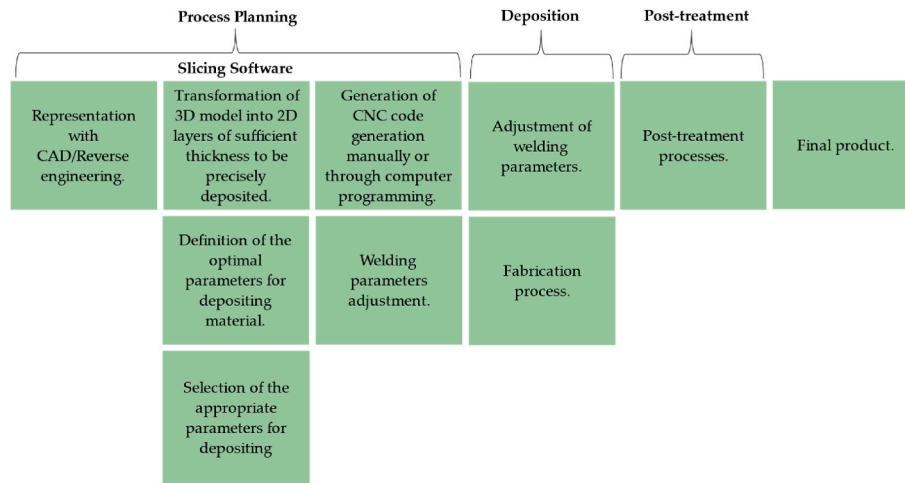 Process Planning
Deposition
Post-treatment
Slicing Software
Representation
with
CAD/Reverse
engineering.
Transformation of
3D model into 2D
layers of sufficient
thickness to be
precisely
deposited.
Generation of
CNC code
generation
manually or
through computer
programming.
Adjustment of
welding
parameters.
Post-treatment
processes.
Final product.
Definition of the
optimal
parameters for
depositing
material.
Welding
parameters
adjustment.
Fabrication
process.
Selection of the
appropriate
parameters for
depositing